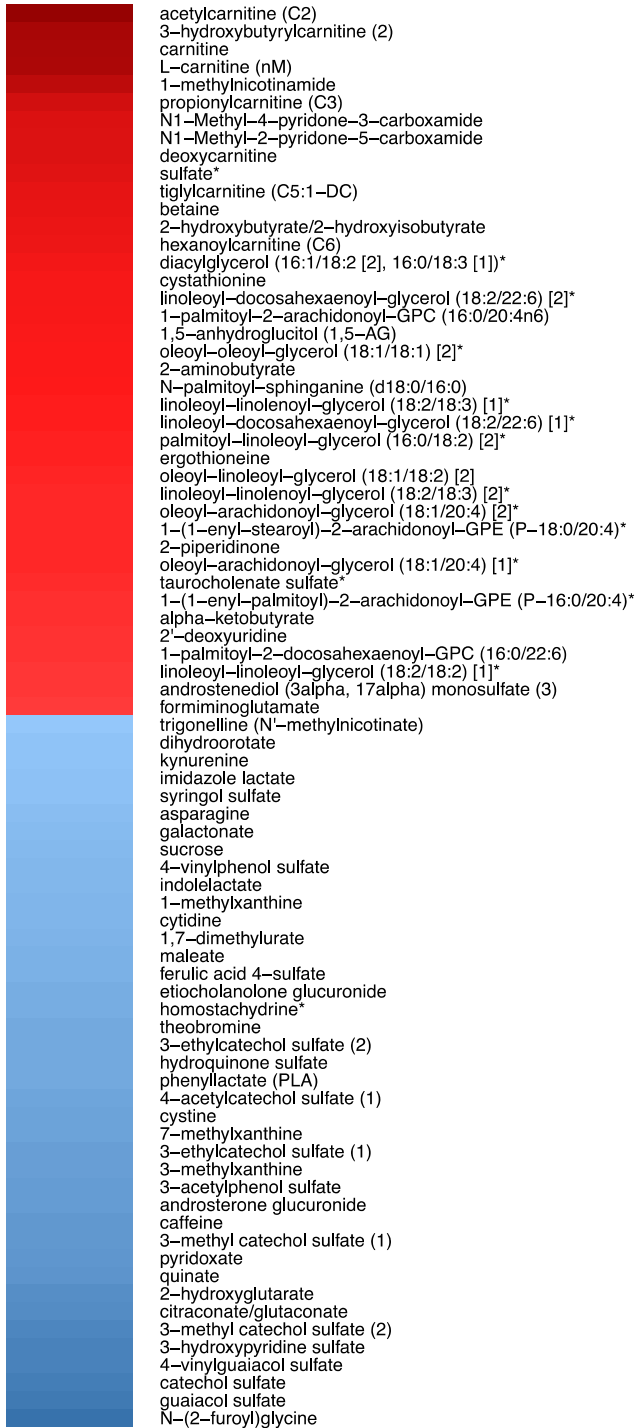 acetylcarnitine (C2)
3−hydroxybutyrylcarnitine (2)
carnitine
L−carnitine (nM)
1−methylnicotinamide
propionylcarnitine (C3)
N1−Methyl−4−pyridone−3−carboxamide
N1−Methyl−2−pyridone−5−carboxamide
deoxycarnitine
sulfate*
tiglylcarnitine (C5:1−DC)
betaine
2−hydroxybutyrate/2−hydroxyisobutyrate
hexanoylcarnitine (C6)
diacylglycerol (16:1/18:2 [2], 16:0/18:3 [1])*
cystathionine
linoleoyl−docosahexaenoyl−glycerol (18:2/22:6) [2]*
1−palmitoyl−2−arachidonoyl−GPC (16:0/20:4n6)
1,5−anhydroglucitol (1,5−AG)
oleoyl−oleoyl−glycerol (18:1/18:1) [2]*
2−aminobutyrate
N−palmitoyl−sphinganine (d18:0/16:0)
linoleoyl−linolenoyl−glycerol (18:2/18:3) [1]*
linoleoyl−docosahexaenoyl−glycerol (18:2/22:6) [1]*
palmitoyl−linoleoyl−glycerol (16:0/18:2) [2]*
ergothioneine
oleoyl−linoleoyl−glycerol (18:1/18:2) [2]
linoleoyl−linolenoyl−glycerol (18:2/18:3) [2]*
oleoyl−arachidonoyl−glycerol (18:1/20:4) [2]*
1−(1−enyl−stearoyl)−2−arachidonoyl−GPE (P−18:0/20:4)*
2−piperidinone
oleoyl−arachidonoyl−glycerol (18:1/20:4) [1]*
taurocholenate sulfate*
1−(1−enyl−palmitoyl)−2−arachidonoyl−GPE (P−16:0/20:4)*
alpha−ketobutyrate
2'−deoxyuridine
1−palmitoyl−2−docosahexaenoyl−GPC (16:0/22:6)
linoleoyl−linoleoyl−glycerol (18:2/18:2) [1]*
androstenediol (3alpha, 17alpha) monosulfate (3)
formiminoglutamate
trigonelline (N'−methylnicotinate)
dihydroorotate
kynurenine
imidazole lactate
syringol sulfate
asparagine
galactonate
sucrose
4−vinylphenol sulfate
indolelactate
1−methylxanthine
cytidine
1,7−dimethylurate
maleate
ferulic acid 4−sulfate
etiocholanolone glucuronide
homostachydrine*
theobromine
3−ethylcatechol sulfate (2)
hydroquinone sulfate
phenyllactate (PLA)
4−acetylcatechol sulfate (1)
cystine
7−methylxanthine
3−ethylcatechol sulfate (1)
3−methylxanthine
3−acetylphenol sulfate
androsterone glucuronide
caffeine
3−methyl catechol sulfate (1)
pyridoxate
quinate
2−hydroxyglutarate
citraconate/glutaconate
3−methyl catechol sulfate (2)
3−hydroxypyridine sulfate
4−vinylguaiacol sulfate
catechol sulfate
guaiacol sulfate
N−(2−furoyl)glycine